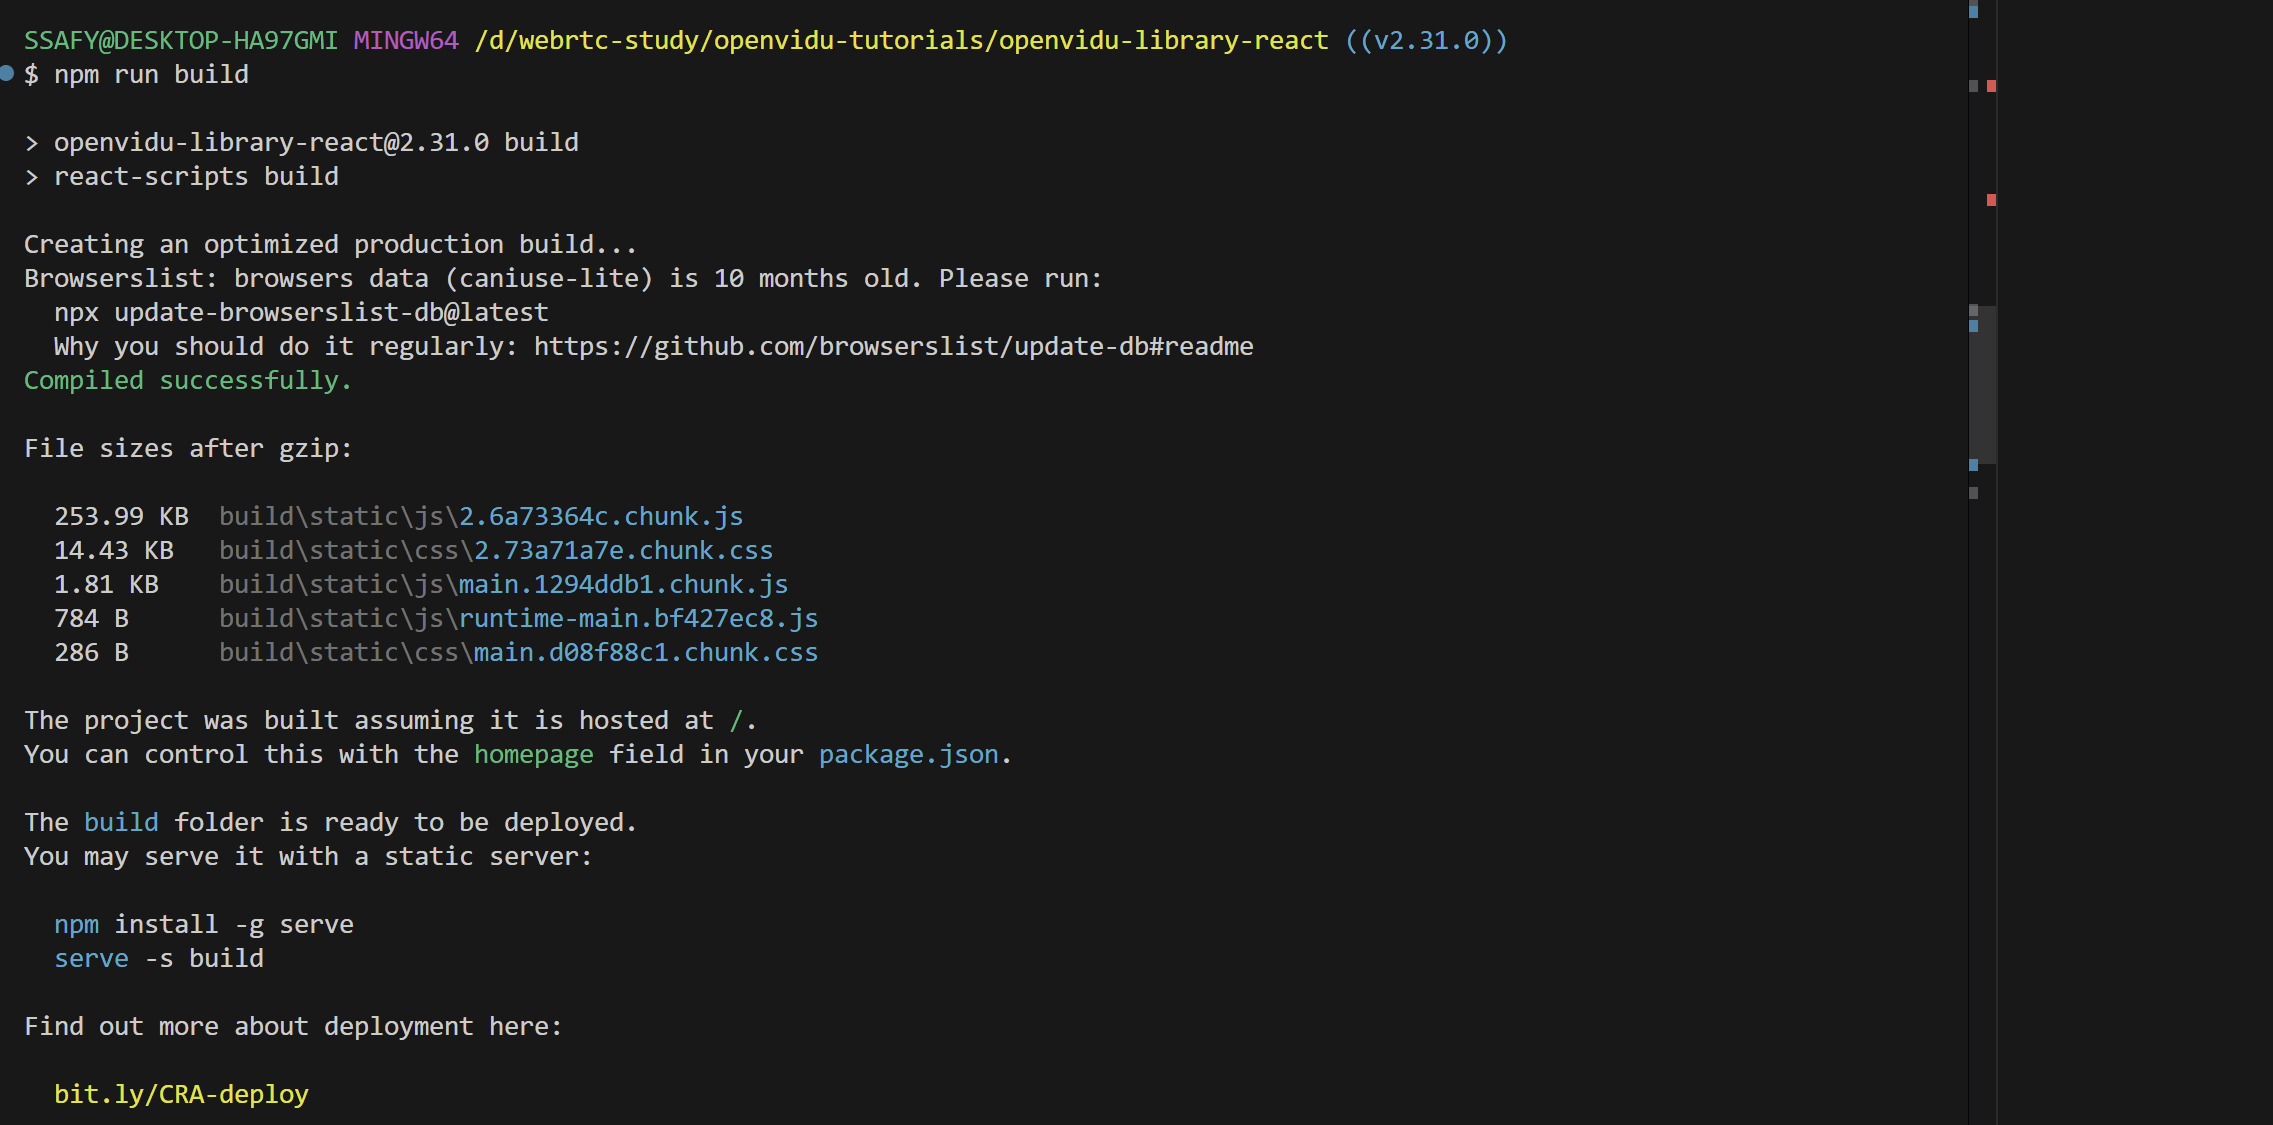 SSAFY@DESKTOP-HA97GMI MINGW64 /d/webrtc-study/openvidu-tutorials/openvidu-library-react ((v2.31.0))
$ npm run build
> openvidu-library-react@2.31.0 build
> react-scripts build
Creating an optimized production build...
Browserslist: browsers data (caniuse-lite) is 10 months old. Please run:
  npx update-browserslist-db@latest
  Why you should do it regularly: https://github.com/browserslist/update-db#readme
Compiled successfully.
File sizes after gzip:
  253.99 KB  build\static\js\2.6a73364c.chunk.js
  14.43 KB   build\static\css\2.73a71a7e.chunk.css
  1.81 KB    build\static\js\main.1294ddb1.chunk.js
  784 B      build\static\js\runtime-main.bf427ec8.js
  286 B      build\static\css\main.d08f88c1.chunk.css
The project was built assuming it is hosted at /.
You can control this with the homepage field in your package.json.
The build folder is ready to be deployed.
You may serve it with a static server:
  npm install -g serve
  serve -s build
Find out more about deployment here:
  bit.ly/CRA-deploy